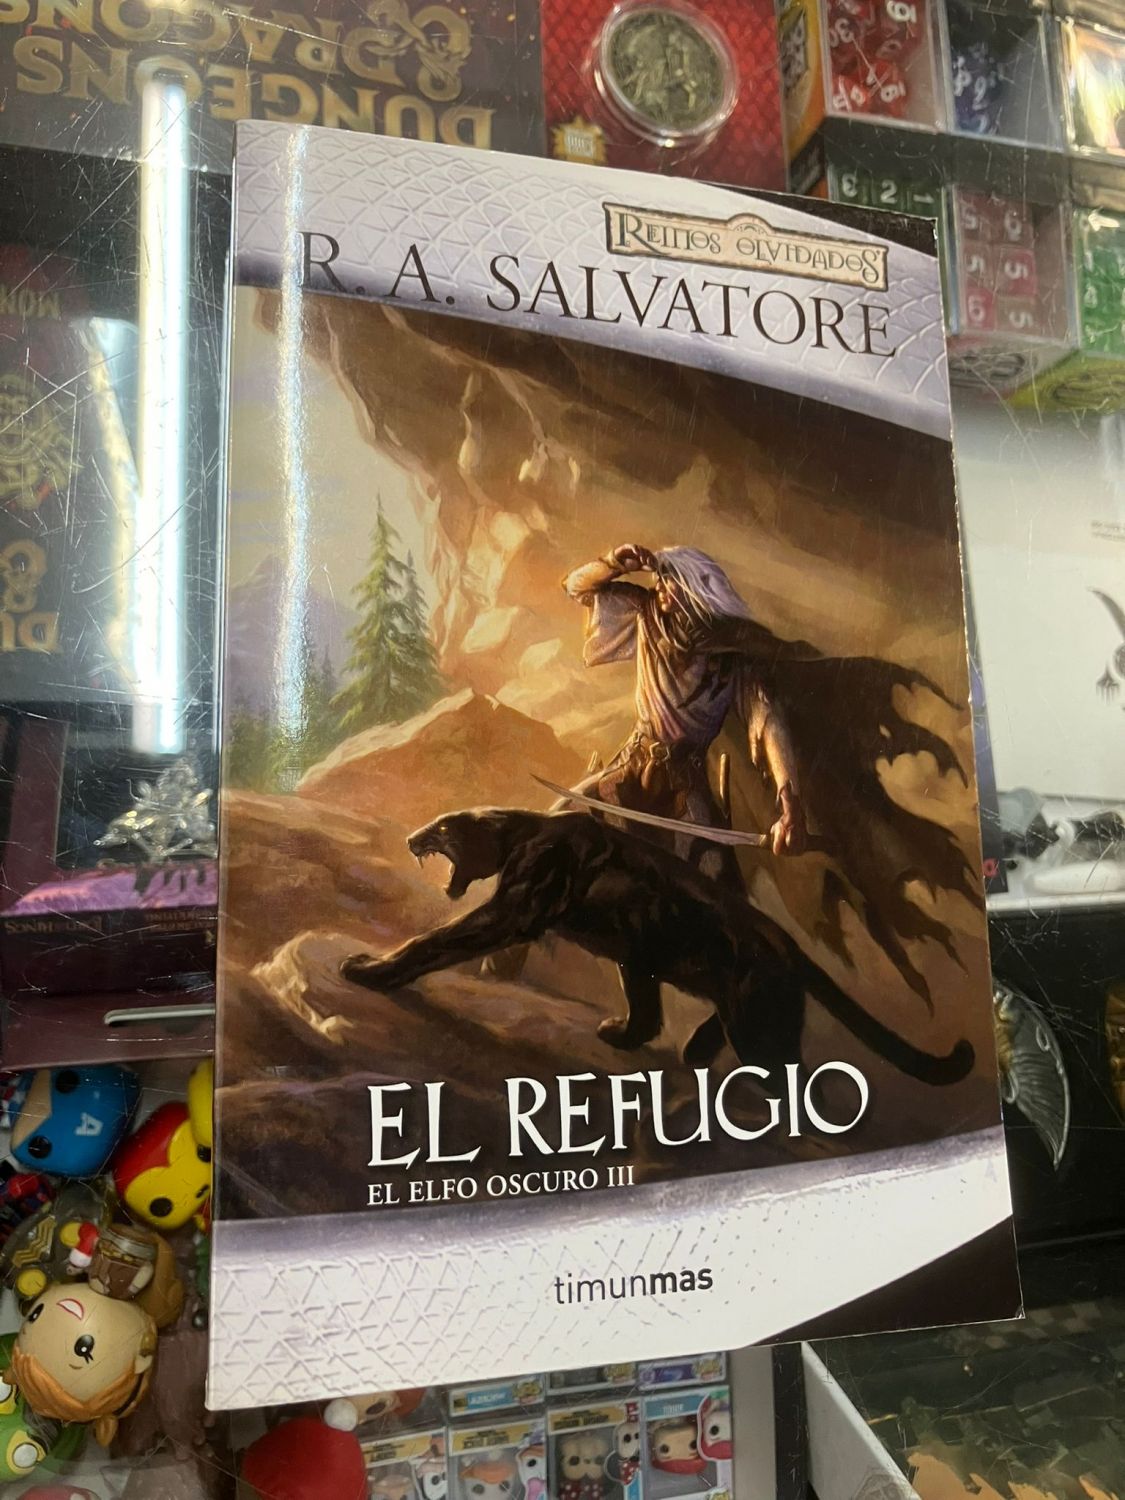 DUNGEONS
& DRAGONS
REINOS OLVIDADOS
R. A. SALVATORE
EL REFUGIO
EL ELFO OSCURO III
timunmas